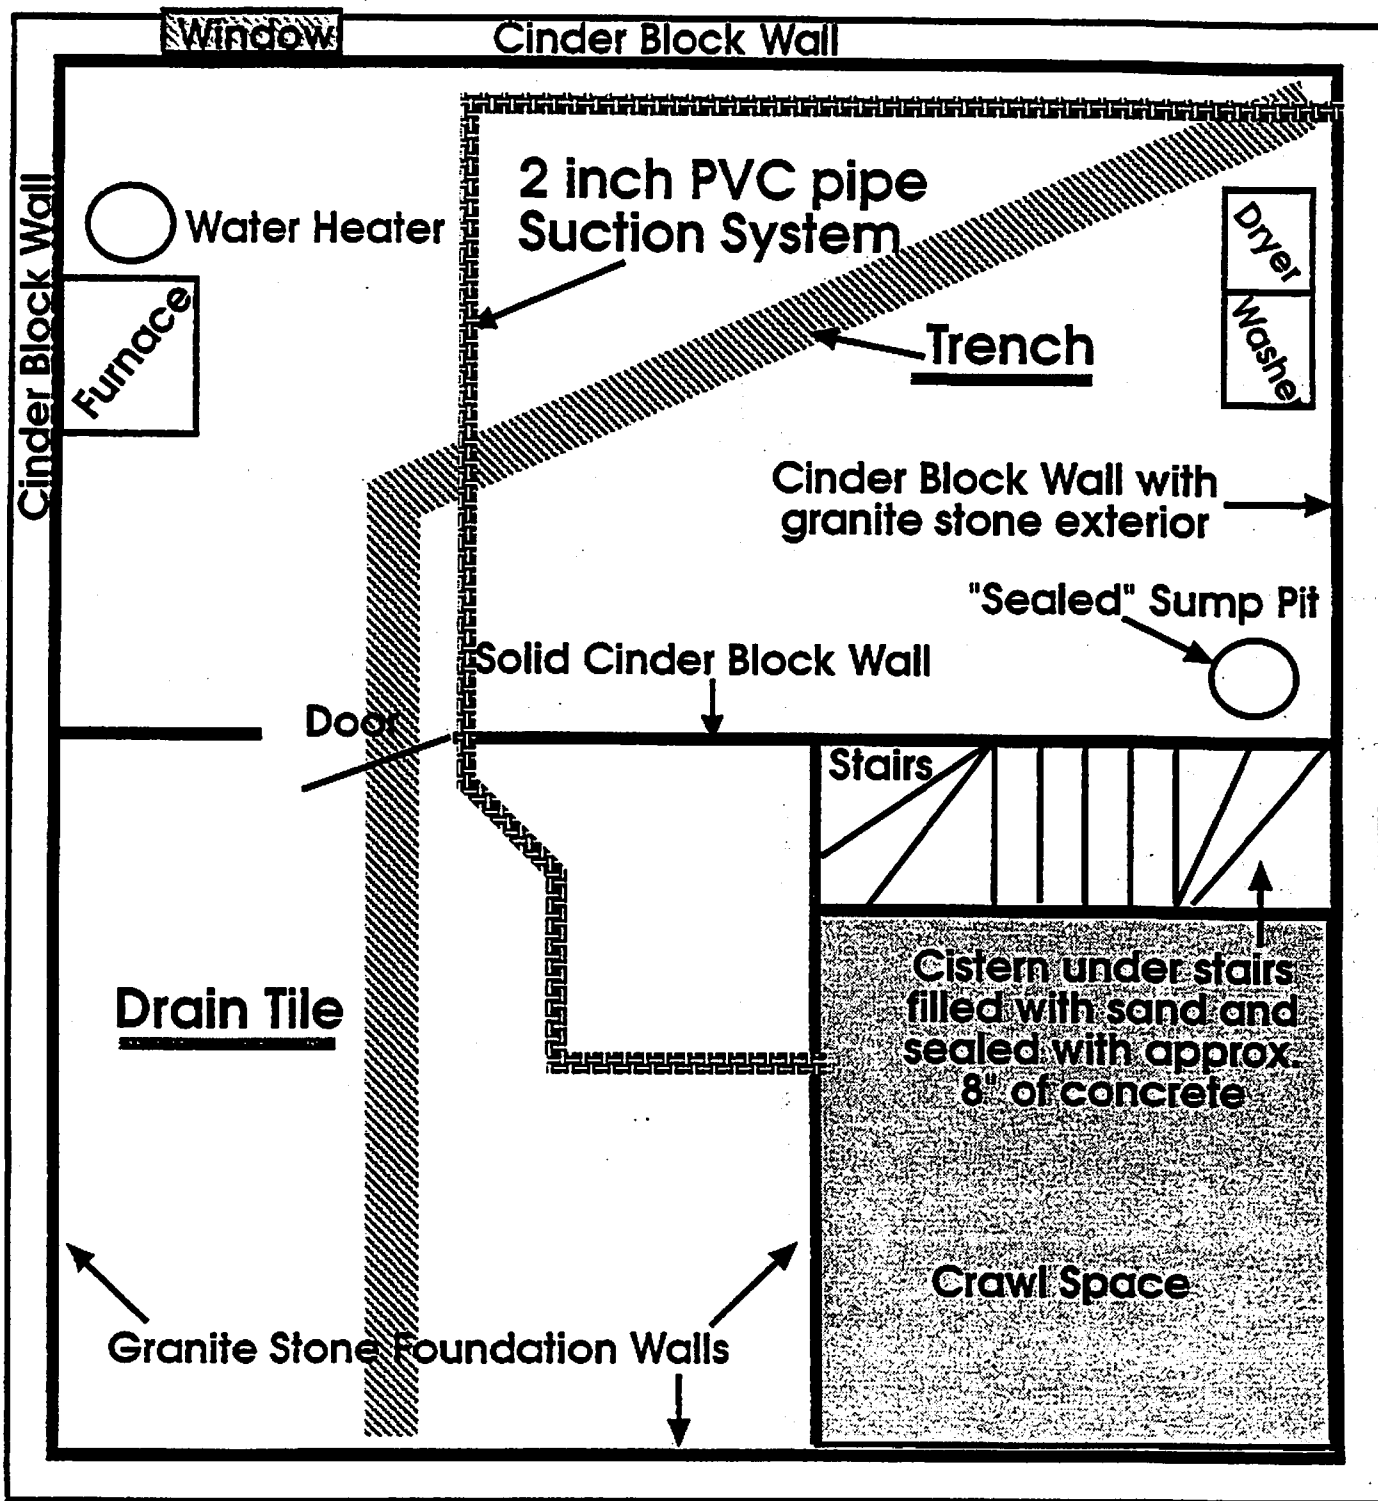 Window
Cinder Block Wall
Cinder Block Wall
2 inch PVC pipe
Suction System
Water Heater
Furnace
Dryer
Washer
Trench
Cinder Block Wall with
granite stone exterior
"Sealed" Sump Pit
Solid Cinder Block Wall
Door
Stairs
Cistern under stairs
filled with sand and
sealed with approx.
8" of concrete
Drain Tile
Crawl Space
Granite Stone Foundation Walls